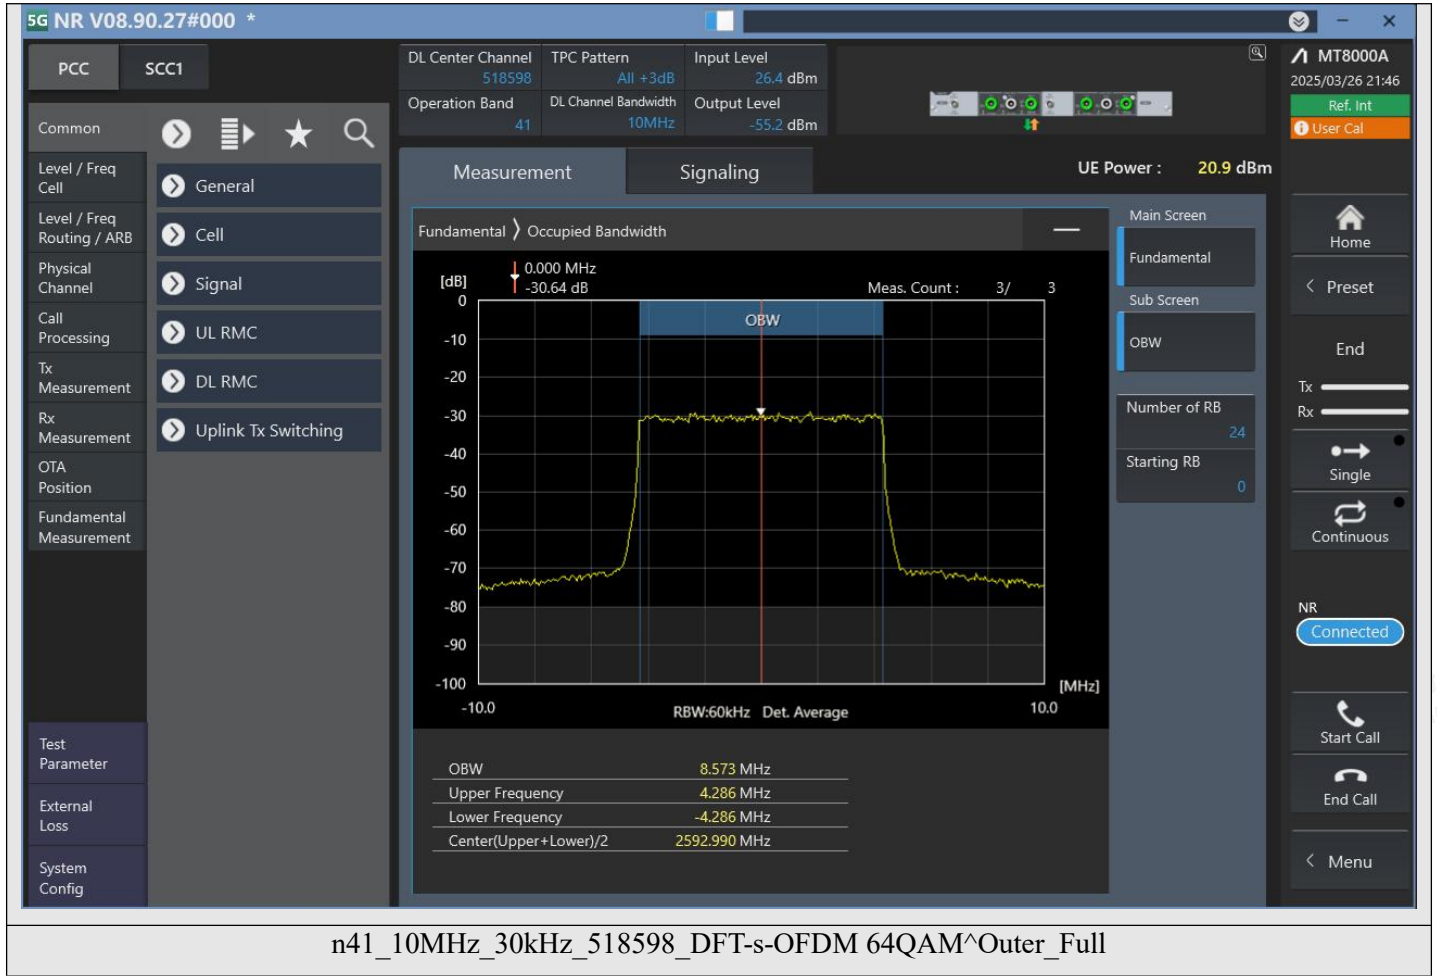 5G NR V08.90.27#000 *
PCC
SCC1
Common
Level / Freq
Cell
Level / Freq
Routing / ARB
Physical
Channel
Call
Processing
Tx
Measurement
Rx
Measurement
OTA
Position
Fundamental
Measurement
Test
Parameter
External
Loss
System
Config
General
Cell
Signal
UL RMC
DL RMC
Uplink Tx Switching
DL Center Channel
518598
TPC Pattern
All +3dB
Input Level
26.4 dBm
Operation Band
41
DL Channel Bandwidth
10MHz
Output Level
-55.2 dBm
Measurement
Signaling
UE Power : 20.9 dBm
Fundamental > Occupied Bandwidth
[dB]
0.000 MHz
-30.64 dB
Meas. Count : 3/ 3
OBW
0
-10
-20
-30
-40
-50
-60
-70
-80
-90
-100
[MHz]
-10.0
RBW:60kHz Det. Average
10.0
OBW 8.573 MHz
Upper Frequency 4.286 MHz
Lower Frequency -4.286 MHz
Center(Upper+Lower)/2 2592.990 MHz
Main Screen
Fundamental
Sub Screen
OBW
Number of RB
24
Starting RB
0
MT8000A
2025/03/26 21:46
Ref. Int
User Cal
Home
< Preset
End
Tx
Rx
Single
Continuous
NR
Connected
Start Call
End Call
< Menu
n41_10MHz_30kHz_518598_DFT-s-OFDM 64QAM^Outer_Full